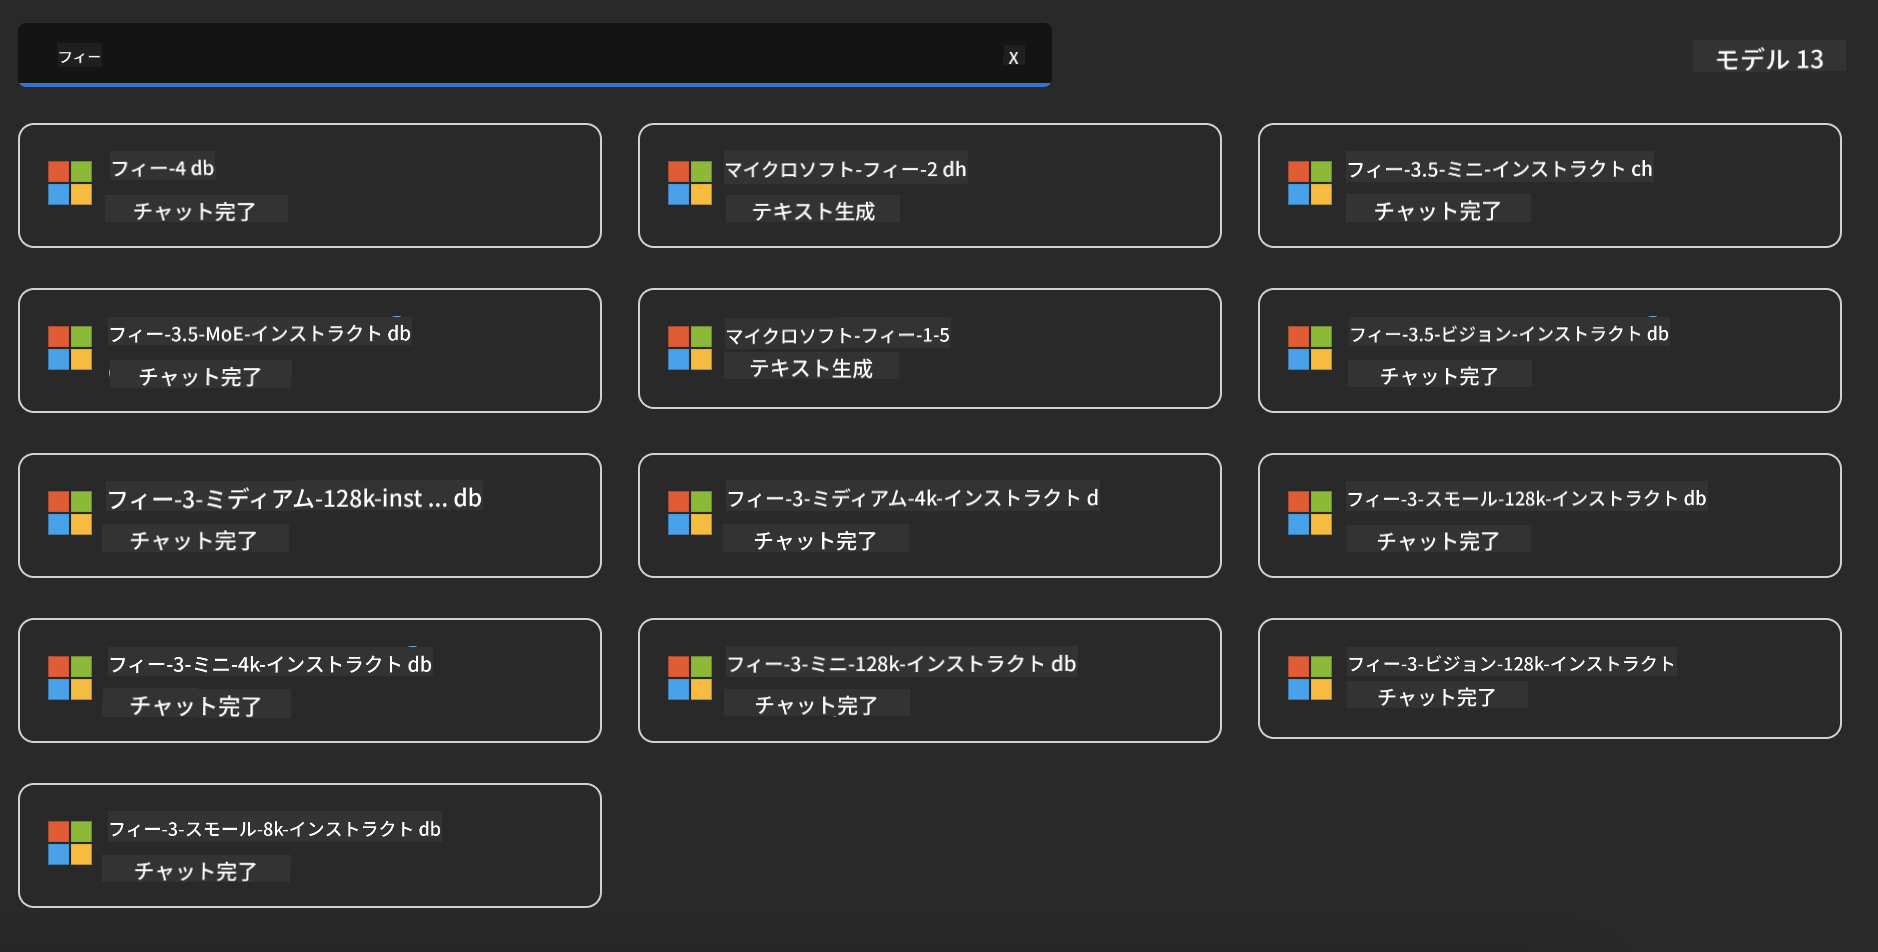 フィー
X
モデル 13
フィー-4 db
チャット完了
マイクロソフト-フィー-2 dh
テキスト生成
フィー-3.5-ミニ-インストラクト ch
チャット完了
フィー-3.5-MoE-インストラクト db
チャット完了
マイクロソフト-フィー-1-5
テキスト生成
フィー-3.5-ビジョン-インストラクト db
チャット完了
フィー-3-ミディアム-128k-inst ... db
チャット完了
フィー-3-ミディアム-4k-インストラクト d
チャット完了
フィー-3-スモール-128k-インストラクト db
チャット完了
フィー-3-ミニ-4k-インストラクト db
チャット完了
フィー-3-ミニ-128k-インストラクト db
チャット完了
フィー-3-ビジョン-128k-インストラクト
チャット完了
フィー-3-スモール-8k-インストラクト db
チャット完了